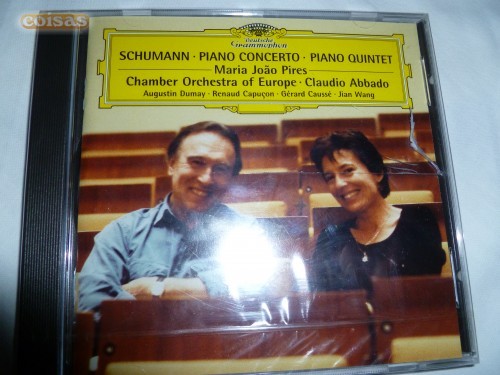 coisas
Deutsche
Grammophon
SCHUMANN · PIANO CONCERTO · PIANO QUINTET
Maria João Pires
Chamber Orchestra of Europe · Claudio Abbado
Augustin Dumay · Renaud Capuçon · Gérard Caussé · Jian Wang